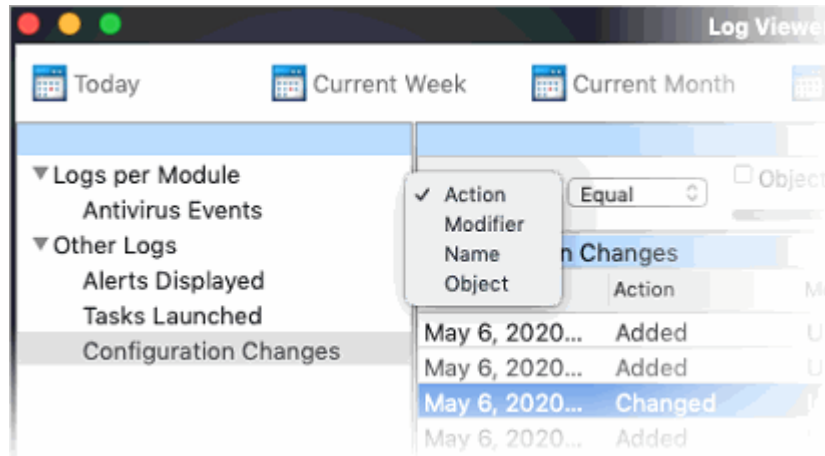 Log Viewe
Today Current Week Current Month
Logs per Module
Antivirus Events
Other Logs
Alerts Displayed
Tasks Launched
Configuration Changes
✓ Action
Modifier
Name
Object
Equal
Object
n Changes
Action
May 6, 2020... Added U
May 6, 2020... Added U
May 6, 2020... Changed
May 6, 2020... Added